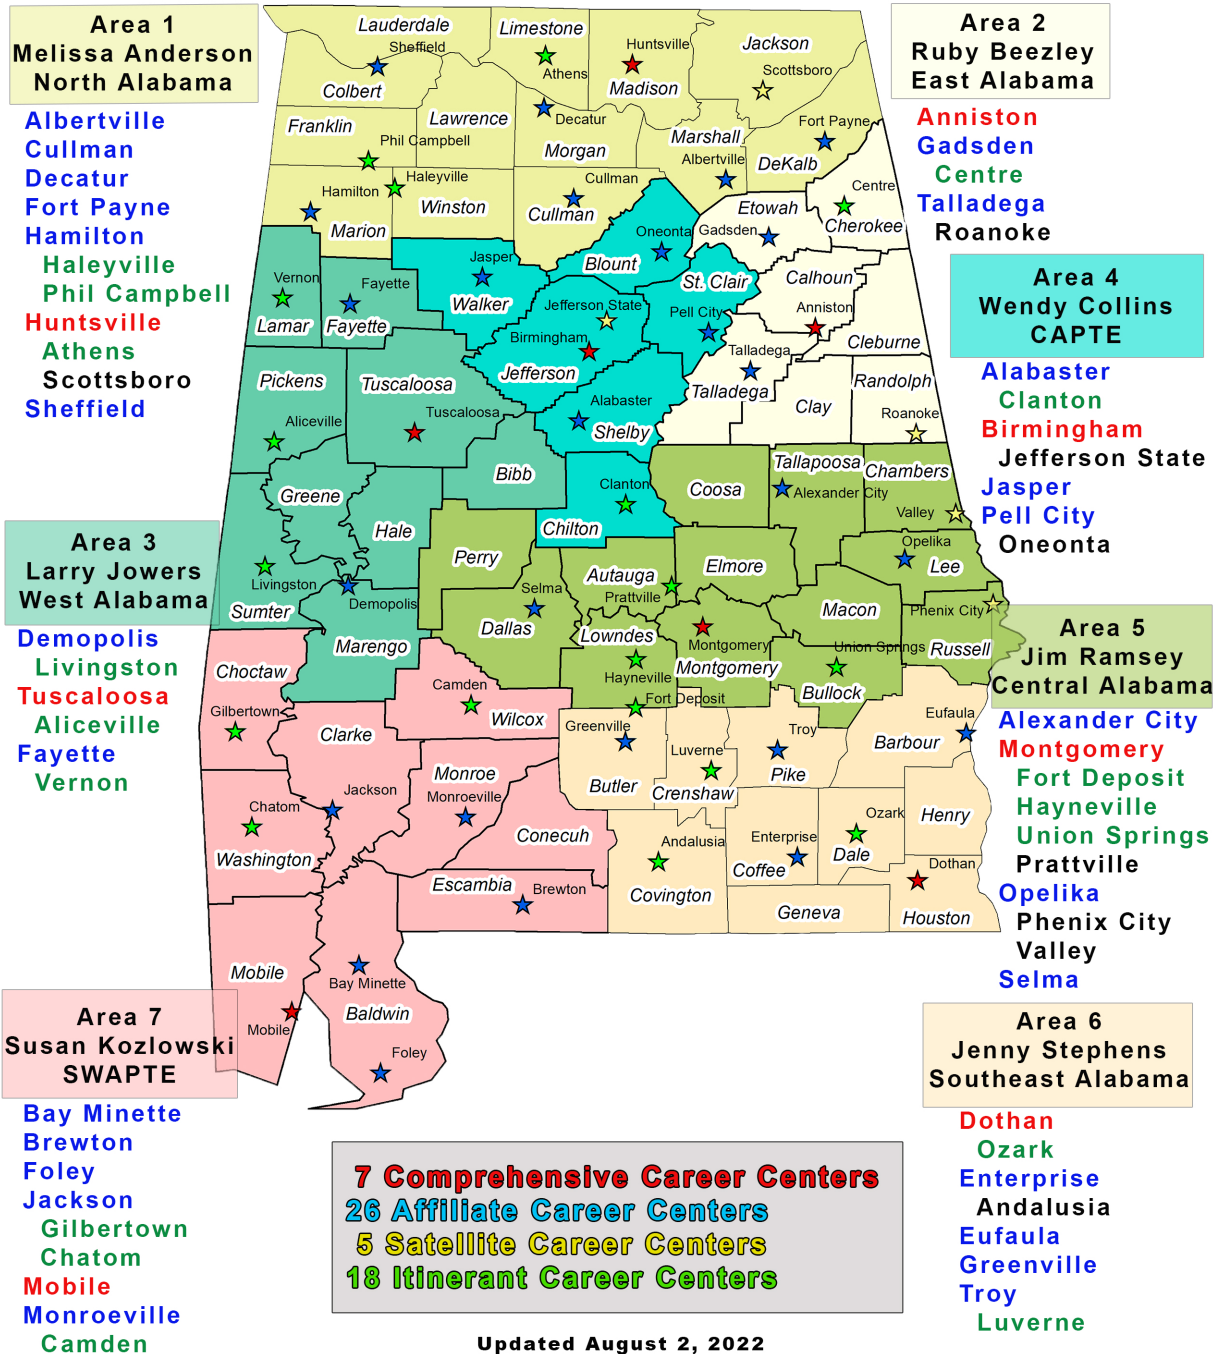 Area 1
Melissa Anderson
North Alabama
Albertville
Cullman
Decatur
Fort Payne
Hamilton
Haleyville
Phil Campbell
Huntsville
Athens
Scottsboro
Sheffield
Area 2
Ruby Beezley
East Alabama
Anniston
Gadsden
Centre
Talladega
Roanoke
Area 4
Wendy Collins
CAPTE
Alabaster
Clanton
Birmingham
Jefferson State
Jasper
Pell City
Oneonta
Area 3
Larry Jowers
West Alabama
Demopolis
Livingston
Tuscaloosa
Aliceville
Fayette
Vernon
Area 5
Jim Ramsey
Central Alabama
Alexander City
Montgomery
Fort Deposit
Hayneville
Union Springs
Prattville
Opelika
Phenix City
Valley
Selma
Area 7
Susan Kozlowski
SWAPTE
Bay Minette
Brewton
Foley
Jackson
Gilbertown
Chatom
Mobile
Monroeville
Camden
Area 6
Jenny Stephens
Southeast Alabama
Dothan
Ozark
Enterprise
Andalusia
Eufaula
Greenville
Troy
Luverne
Lauderdale
Sheffield
Colbert
Limestone
Athens
Huntsville
Madison
Jackson
Scottsboro
Franklin
Phil Campbell
Lawrence
Decatur
Morgan
Marshall
Albertville
Fort Payne
DeKalb
Hamilton
Marion
Haleyville
Winston
Cullman
Cullman
Etowah
Gadsden
Centre
Cherokee
Oneonta
Blount
Vernon
Lamar
Fayette
Fayette
Jasper
Walker
Jefferson State
Birmingham
Jefferson
St. Clair
Pell City
Calhoun
Anniston
Cleburne
Talladega
Talladega
Pickens
Aliceville
Tuscaloosa
Tuscaloosa
Alabaster
Shelby
Clay
Randolph
Roanoke
Greene
Hale
Bibb
Clanton
Chilton
Coosa
Tallapoosa
Alexander City
Chambers
Valley
Livingston
Sumter
Demopolis
Marengo
Perry
Selma
Dallas
Autauga
Prattville
Elmore
Opelika
Lee
Macon
Phenix City
Russell
Lowndes
Hayneville
Fort Deposit
Montgomery
Montgomery
Union Springs
Bullock
Choctaw
Gilbertown
Clarke
Camden
Wilcox
Greenville
Butler
Luverne
Crenshaw
Troy
Pike
Eufaula
Barbour
Chatom
Washington
Jackson
Monroe
Monroeville
Conecuh
Andalusia
Covington
Enterprise
Coffee
Ozark
Dale
Henry
Dothan
Houston
Geneva
Escambia
Brewton
Mobile
Mobile
Bay Minette
Baldwin
Foley
7 Comprehensive Career Centers
26 Affiliate Career Centers
5 Satellite Career Centers
18 Itinerant Career Centers
Updated August 2, 2022